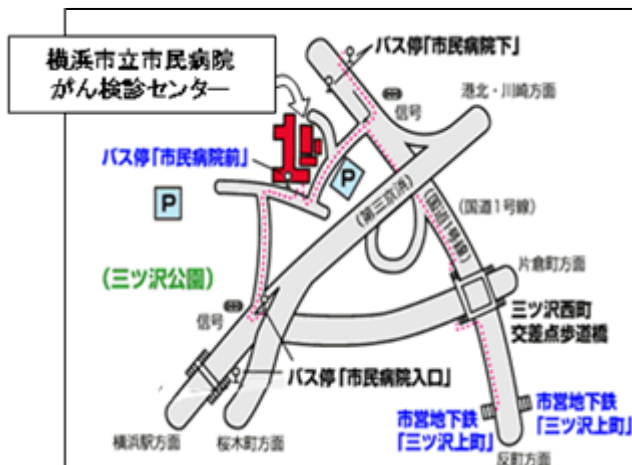 横浜市立市民病院
がん検診センター
バス停「市民病院下」
信号
港北・川崎方面
バス停「市民病院前」
P
P
(第三京浜)
(国道1号線)
(国道1号線)
片倉町方面
(三ツ沢公園)
三ツ沢西町
交差点歩道橋
信号
バス停「市民病院入口」
市営地下鉄
「三ツ沢上町」
市営地下鉄
「三ツ沢上町」
横浜駅方面
桜木町方面
反町方面